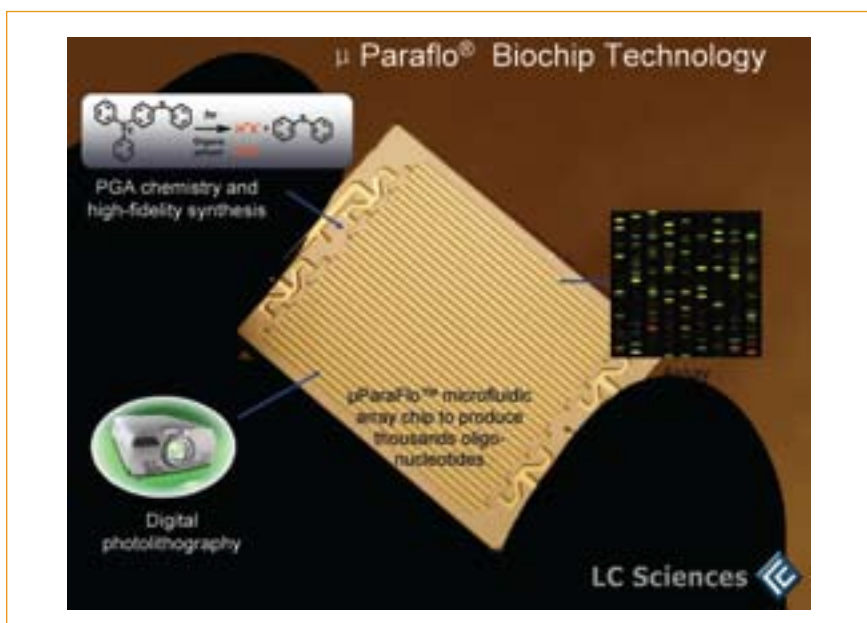 µ Paraflo® Biochip Technology
PGA chemistry and
high-fidelity synthesis
µParaFlo™ microfluidic
array chip to produce
thousands oligo-
nucleotides
Assay
Digital
photolithography
LC Sciences